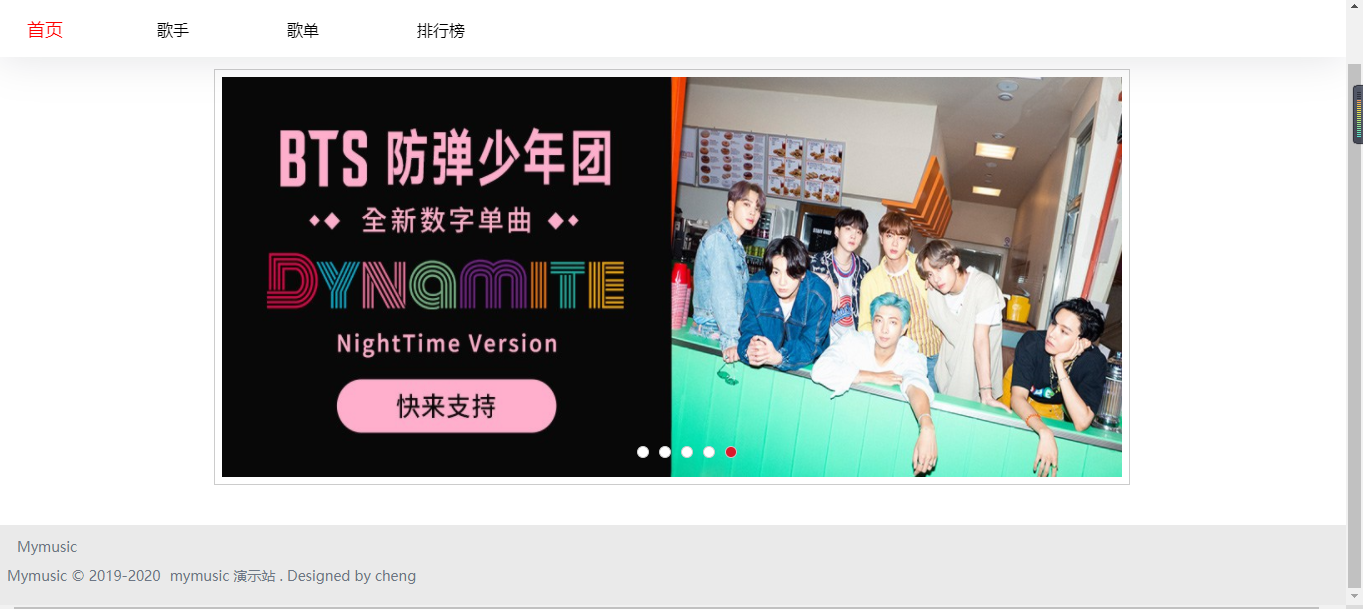 首页 歌手 歌单 排行榜
BTS 防弹少年团
全新数字单曲
DYNAMITE
NightTime Version
快来支持
Mymusic
Mymusic © 2019-2020 mymusic 演示站 . Designed by cheng